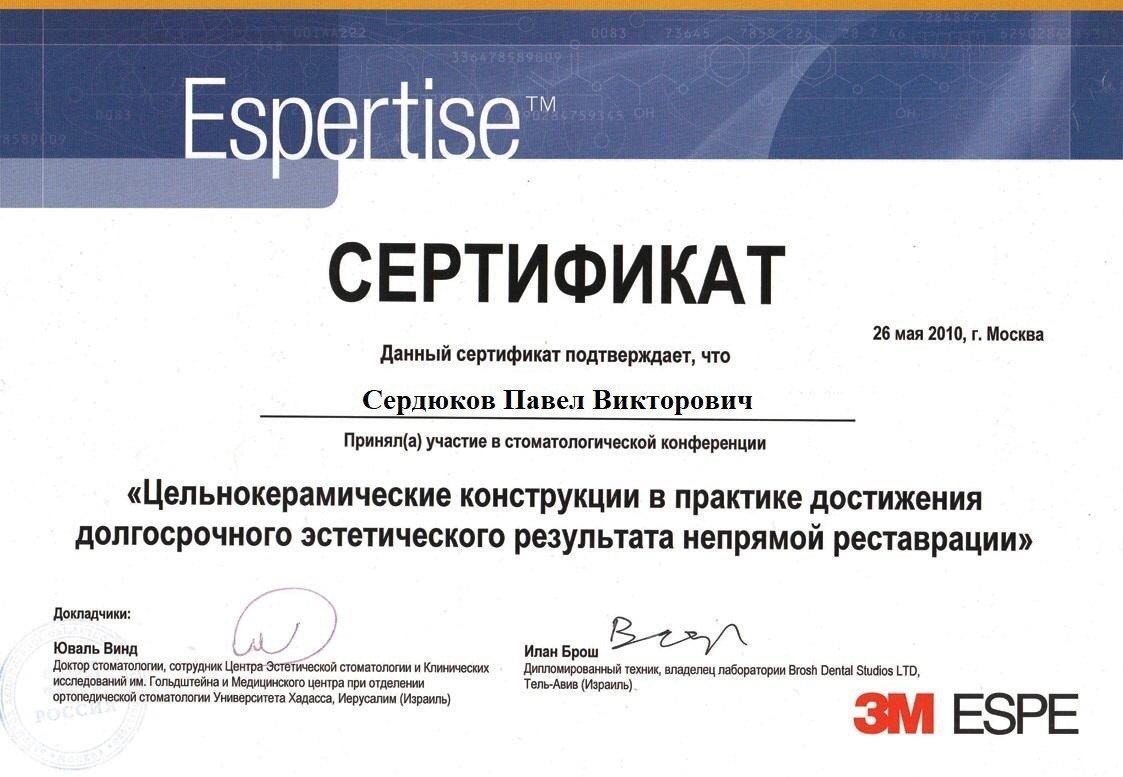 Espertise™
СЕРТИФИКАТ
26 мая 2010, г. Москва
Данный сертификат подтверждает, что
Сердюков Павел Викторович
Принял(а) участие в стоматологической конференции
«Цельнокерамические конструкции в практике достижения
долгосрочного эстетического результата непрямой реставрации»
Докладчики:
Юваль Винд
Доктор стоматологии, сотрудник Центра Эстетической стоматологии и Клинических
исследований им. Гольдштейна и Медицинского центра при отделении
ортопедической стоматологии Университета Хадасса, Иерусалим (Израиль)
Илан Брош
Дипломированный техник, владелец лаборатории Brosh Dental Studios LTD,
Тель-Авив (Израиль)
РОССИЯ
МОСКВА
3M ESPE